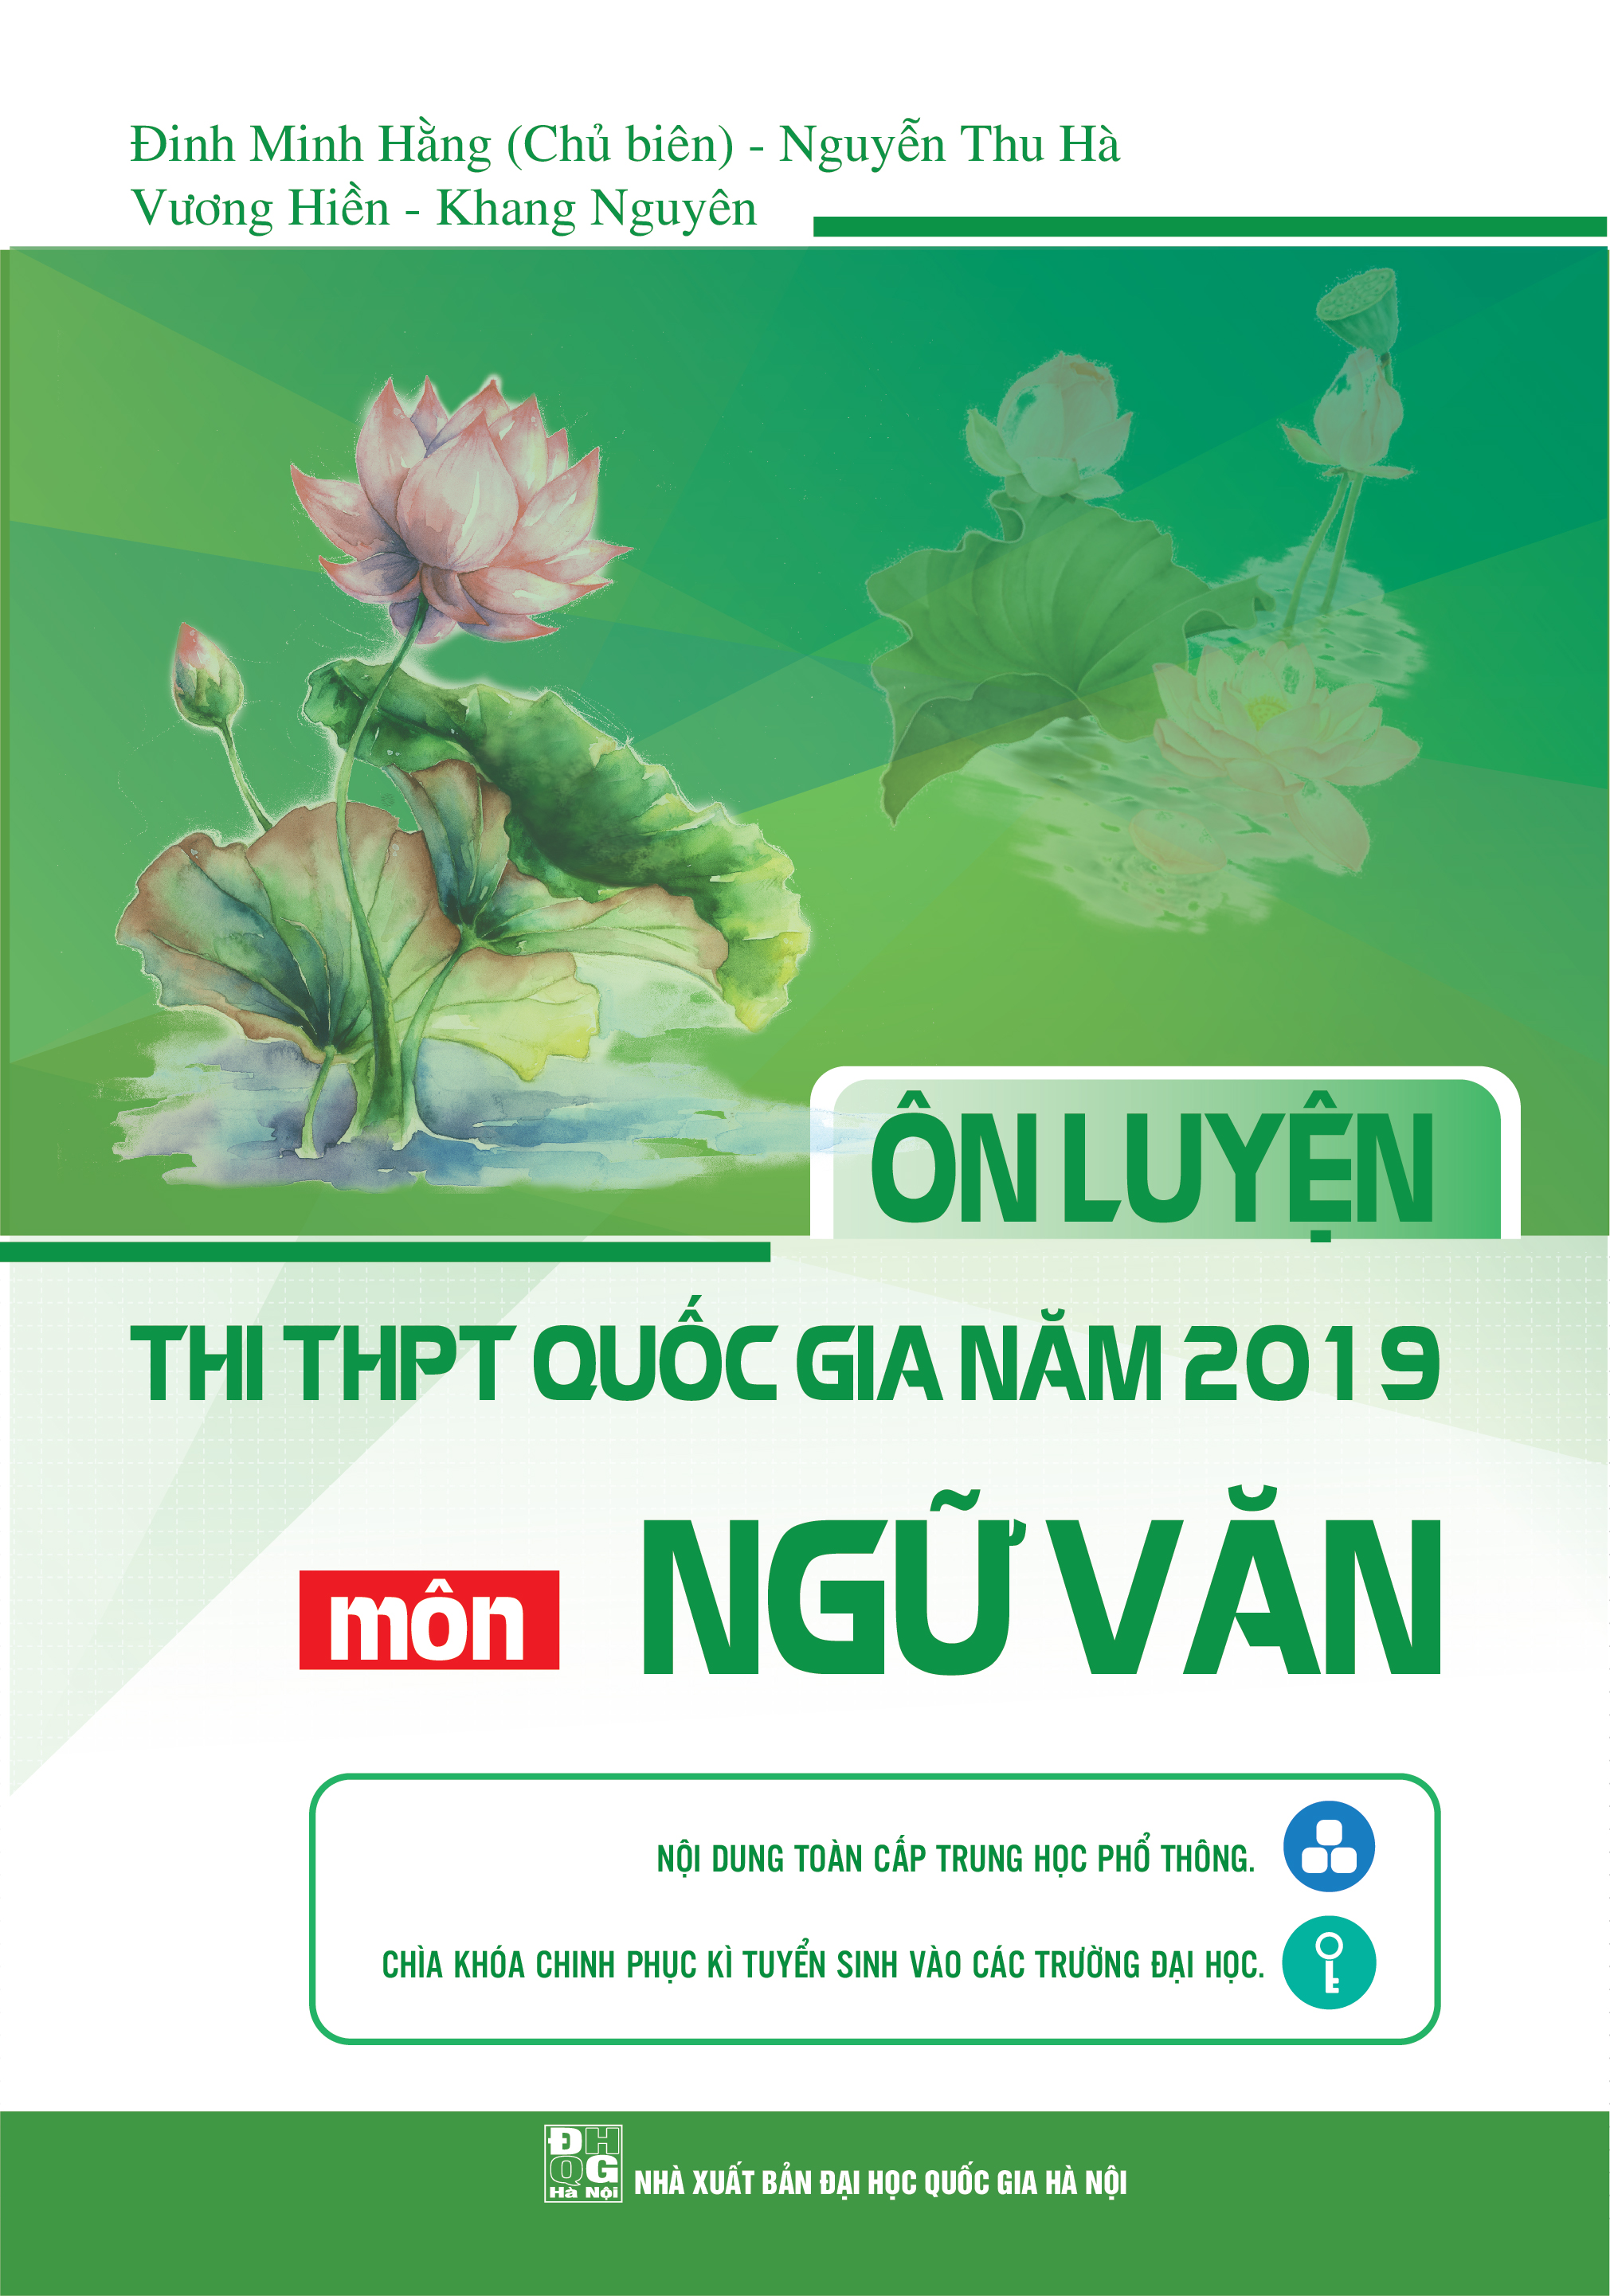 Đinh Minh Hằng (Chủ biên) - Nguyễn Thu Hà
Vương Hiền - Khang Nguyên
ÔN LUYỆN
THI THPT QUỐC GIA NĂM 2019
môn NGỮ VĂN
NỘI DUNG TOÀN CẤP TRUNG HỌC PHỔ THÔNG.
CHÌA KHÓA CHINH PHỤC KÌ TUYỂN SINH VÀO CÁC TRƯỜNG ĐẠI HỌC.
ĐH
QG
Hà Nội
NHÀ XUẤT BẢN ĐẠI HỌC QUỐC GIA HÀ NỘI